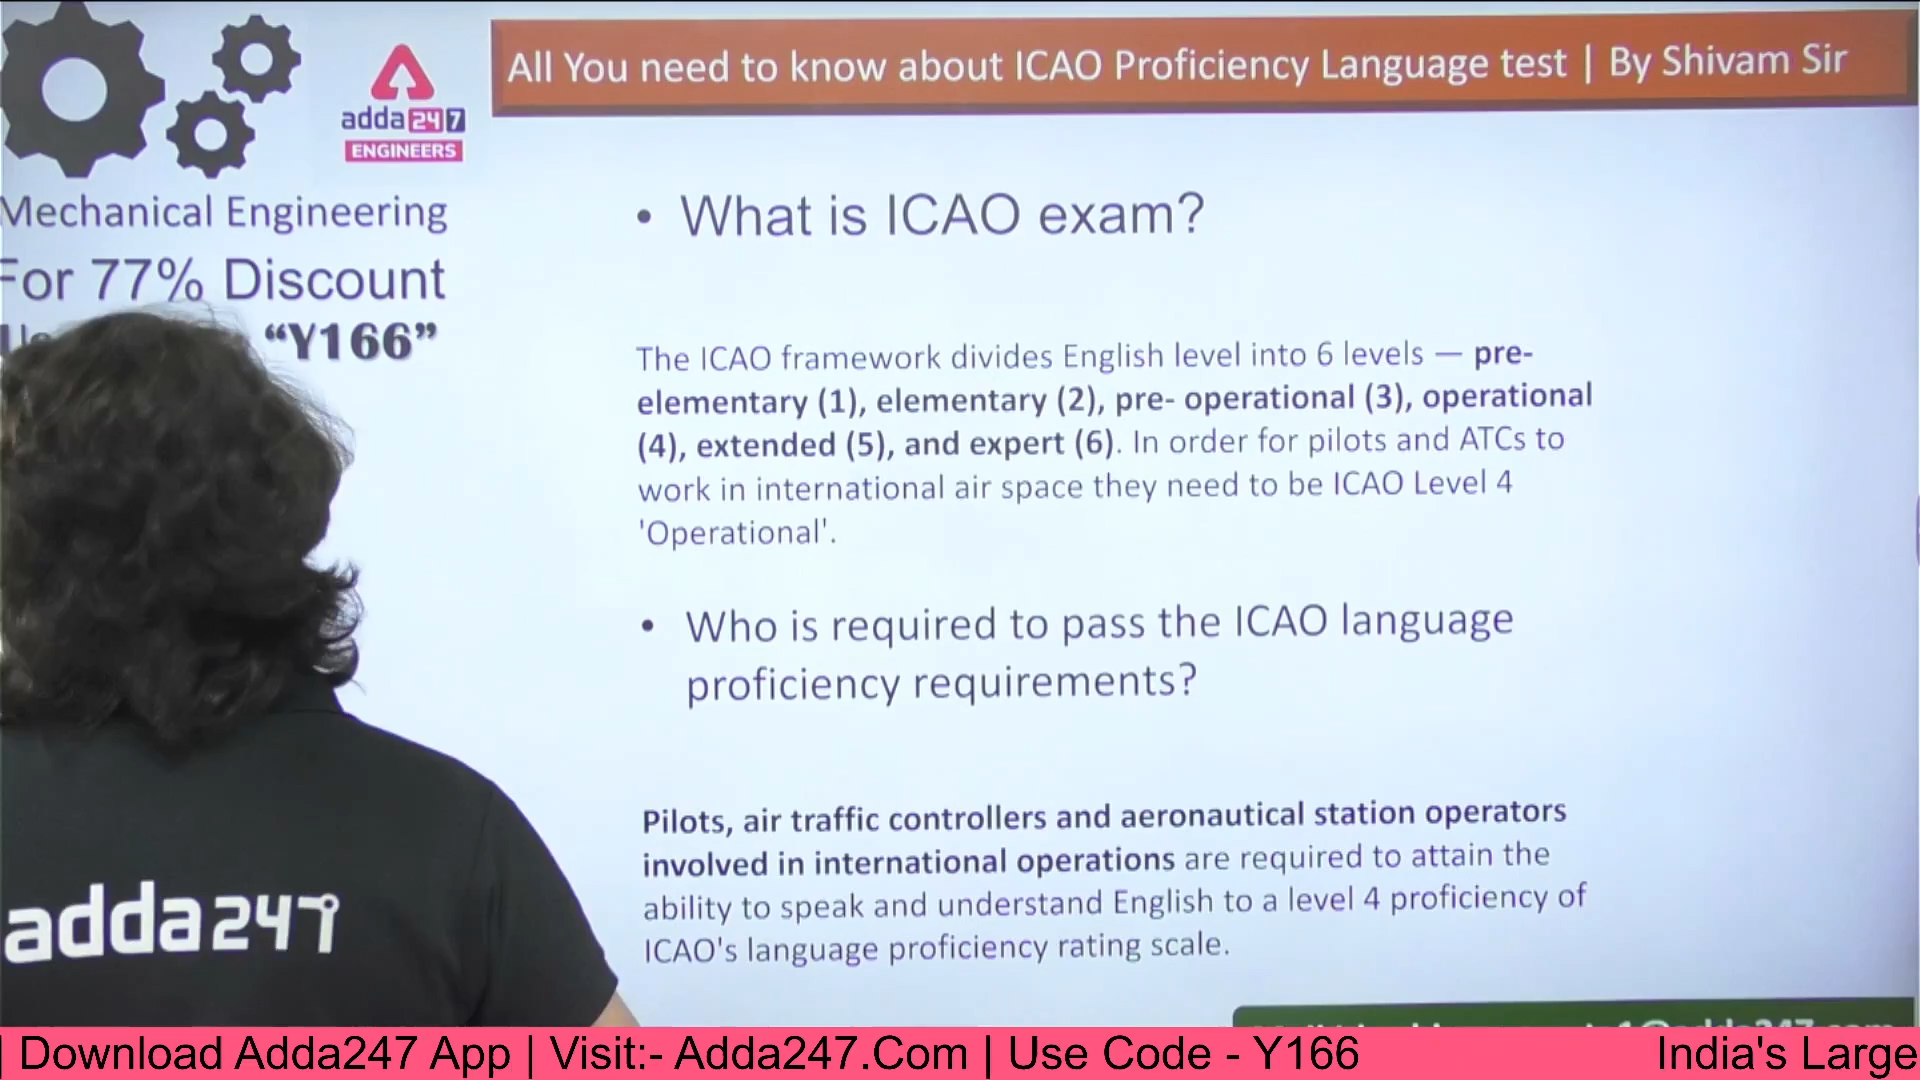 All You need to know about ICAO Proficiency Language test | By Shivam Sir
adda247
ENGINEERS
Mechanical Engineering
For 77% Discount
"Y166"
• What is ICAO exam?
The ICAO framework divides English level into 6 levels — pre-
elementary (1), elementary (2), pre- operational (3), operational
(4), extended (5), and expert (6). In order for pilots and ATCs to
work in international air space they need to be ICAO Level 4
'Operational'.
• Who is required to pass the ICAO language
proficiency requirements?
Pilots, air traffic controllers and aeronautical station operators
involved in international operations are required to attain the
ability to speak and understand English to a level 4 proficiency of
ICAO's language proficiency rating scale.
adda247
| Download Adda247 App | Visit:- Adda247.Com | Use Code - Y166
India's Large